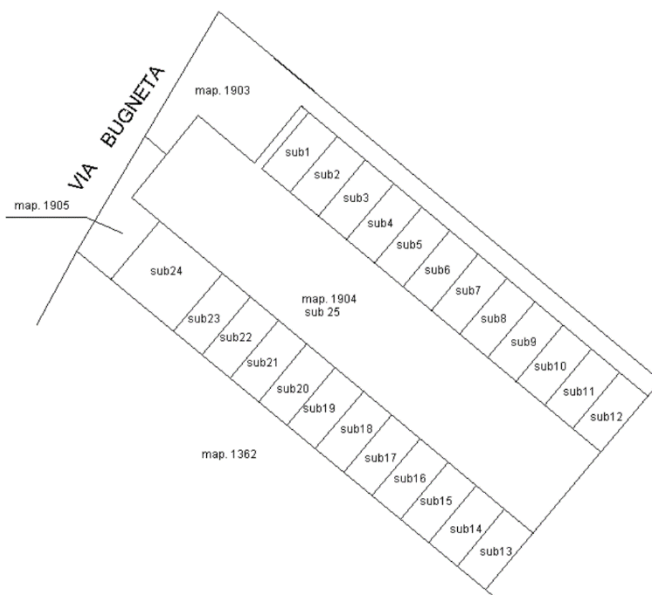 VIA BUGNETA
map. 1903
map. 1905
sub1
sub2
sub3
sub4
sub5
sub6
sub7
sub8
sub9
sub10
sub11
sub12
map. 1904
sub 25
sub24
sub23
sub22
sub21
sub20
sub19
sub18
sub17
sub16
sub15
sub14
sub13
map. 1362